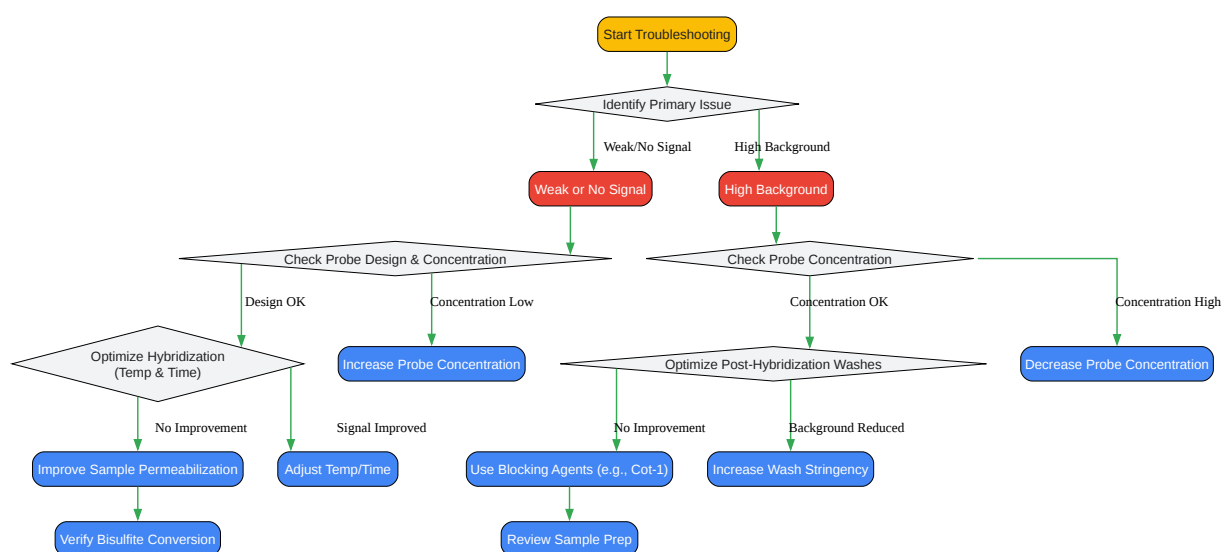 Start Troubleshooting
Identify Primary Issue
Weak/No Signal
High Background
Weak or No Signal
High Background
Check Probe Design & Concentration
Check Probe Concentration
Design OK
Concentration Low
Concentration OK
Concentration High
Optimize Hybridization
(Temp & Time)
Increase Probe Concentration
Optimize Post-Hybridization Washes
Decrease Probe Concentration
No Improvement
Signal Improved
No Improvement
Background Reduced
Improve Sample Permeabilization
Adjust Temp/Time
Use Blocking Agents (e.g., Cot-1)
Increase Wash Stringency
Verify Bisulfite Conversion
Review Sample Prep